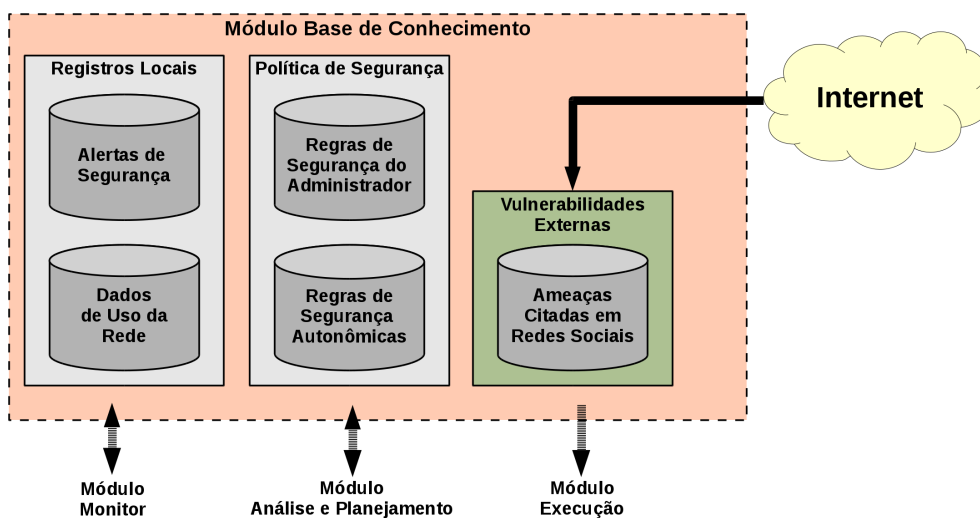 Módulo Base de Conhecimento
Registros Locais
Alertas de
Segurança
Dados
de Uso da
Rede
Política de Segurança
Regras de
Segurança do
Administrador
Regras de
Segurança
Autonômicas
Vulnerabilidades
Externas
Ameaças
Citadas em
Redes Sociais
Internet
Módulo
Monitor
Módulo
Análise e Planejamento
Módulo
Execução